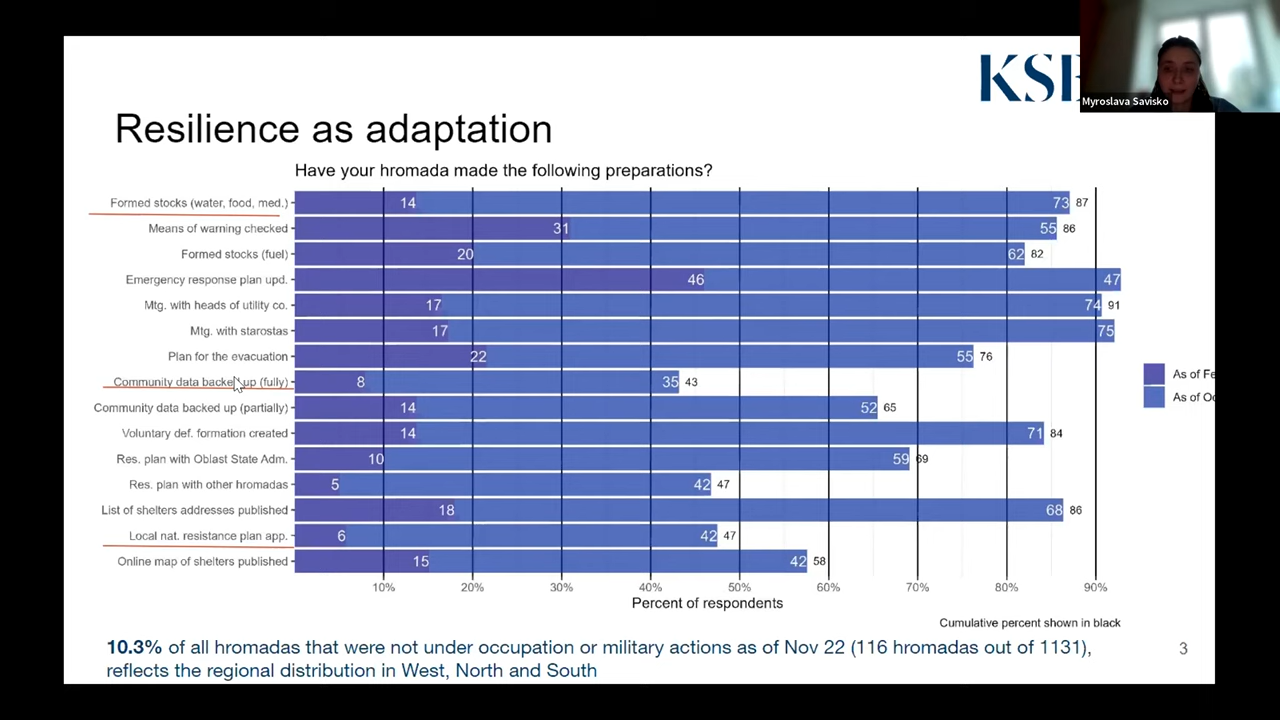 KSE
Myroslava Savisko
Resilience as adaptation
Have your hromada made the following preparations?
Formed stocks (water, food, med.) 14 73 87
Means of warning checked 31 55 86
Formed stocks (fuel) 20 62 82
Emergency response plan upd. 46 47
Mtg. with heads of utility co. 17 74 91
Mtg. with starostas 17 75
Plan for the evacuation 22 55 76
Community data backed up (fully) 8 35 43
Community data backed up (partially) 14 52 65
Voluntary def. formation created 14 71 84
Res. plan with Oblast State Adm. 10 59 69
Res. plan with other hromadas 5 42 47
List of shelters addresses published 18 68 86
Local nat. resistance plan app. 6 42 47
Online map of shelters published 15 42 58
As of Fe
As of Oc
10% 20% 30% 40% 50% 60% 70% 80% 90%
Percent of respondents
Cumulative percent shown in black
10.3% of all hromadas that were not under occupation or military actions as of Nov 22 (116 hromadas out of 1131),
reflects the regional distribution in West, North and South
3